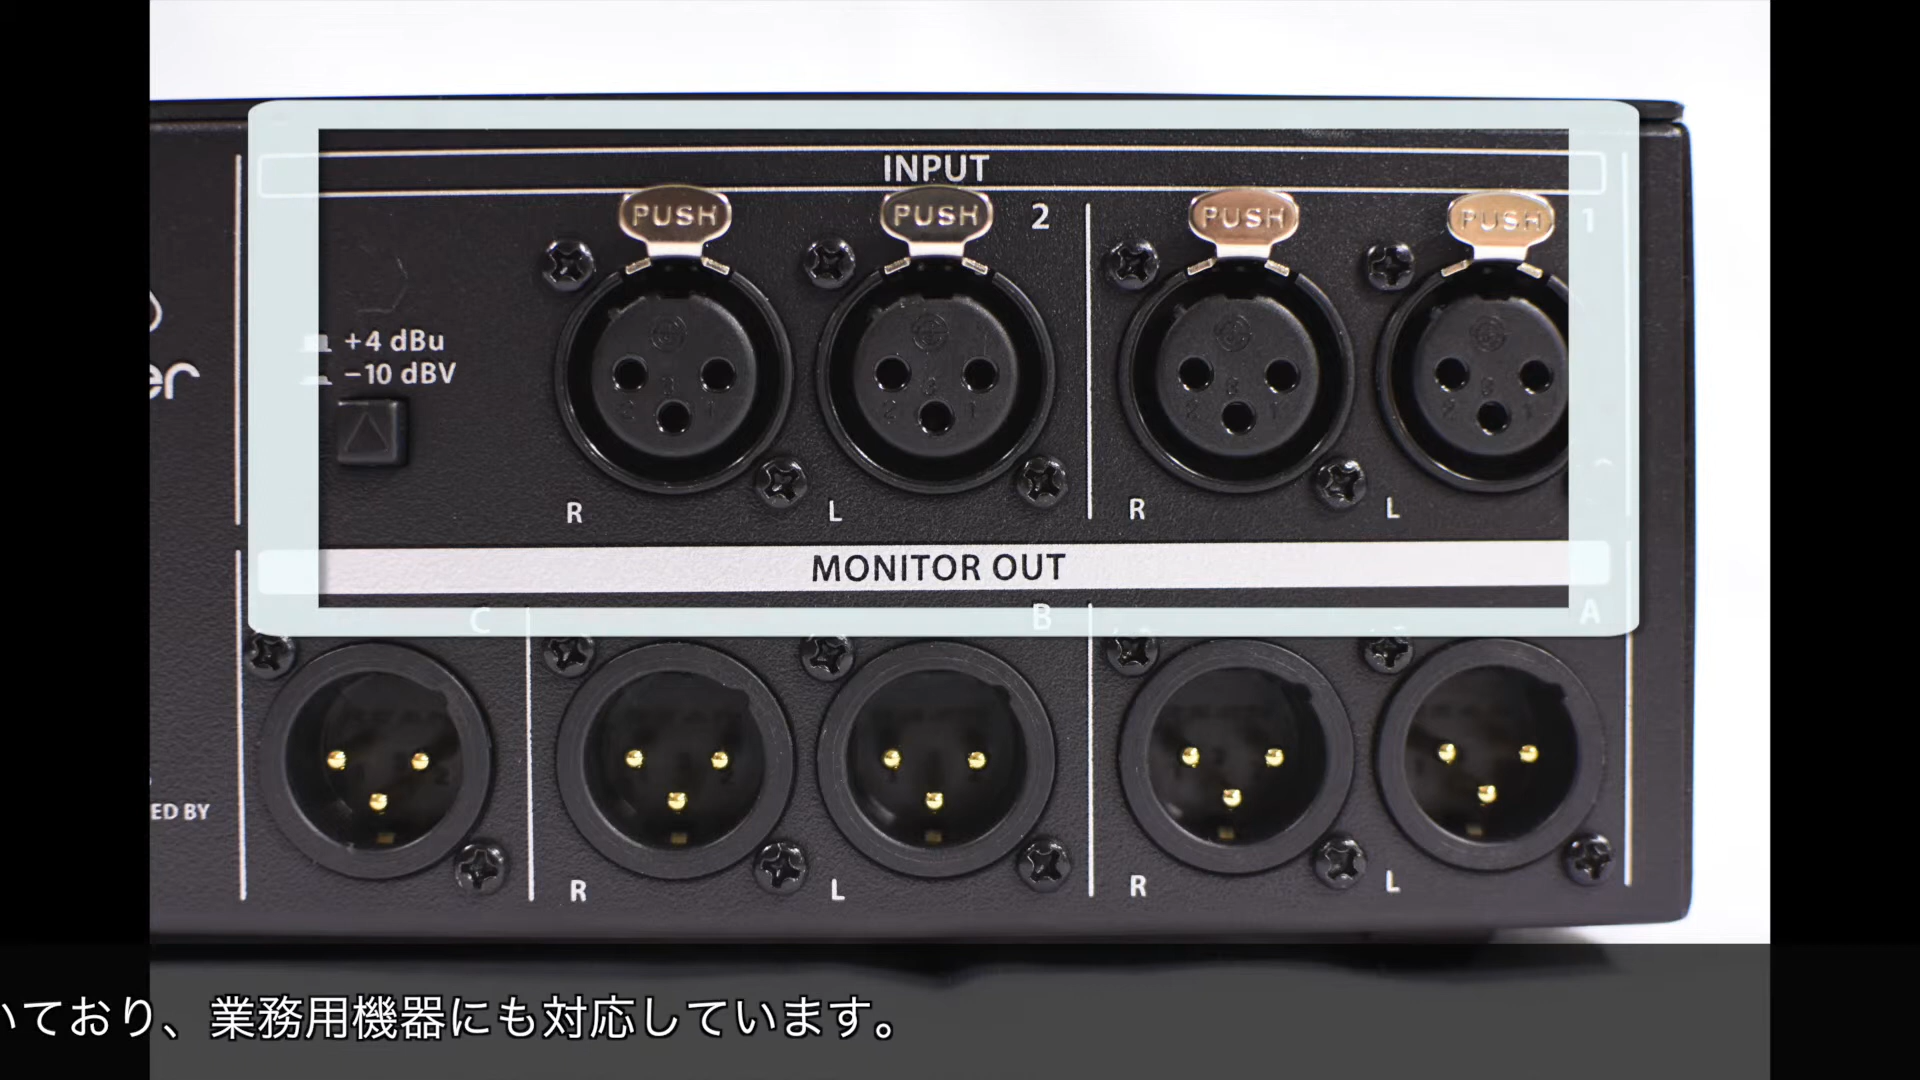 INPUT
PUSH PUSH 2 PUSH PUSH 1
+4 dBu
−10 dBV
er
R L R L
MONITOR OUT
C B A
ED BY
R L R L
いており、業務用機器にも対応しています。